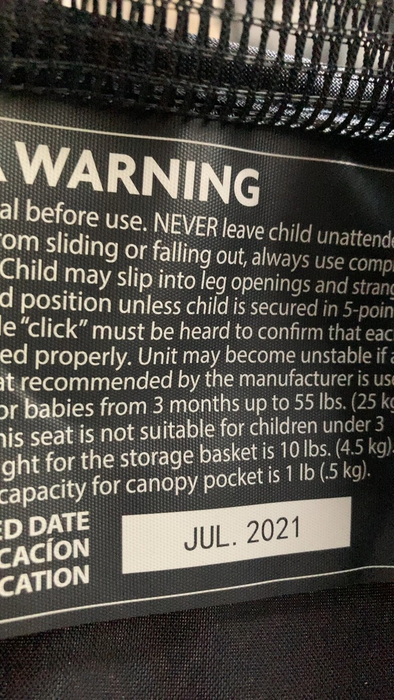 WARNING
al before use. NEVER leave child unattende
om sliding or falling out, always use comp
Child may slip into leg openings and strang
d position unless child is secured in 5-poin
le "click" must be heard to confirm that eac
ed properly. Unit may become unstable if a
at recommended by the manufacturer is us
or babies from 3 months up to 55 lbs. (25 kg
his seat is not suitable for children under 3
ght for the storage basket is 10 lbs. (4.5 kg).
capacity for canopy pocket is 1 lb (.5 kg).
ED DATE
CACÍON
CATION
JUL. 2021